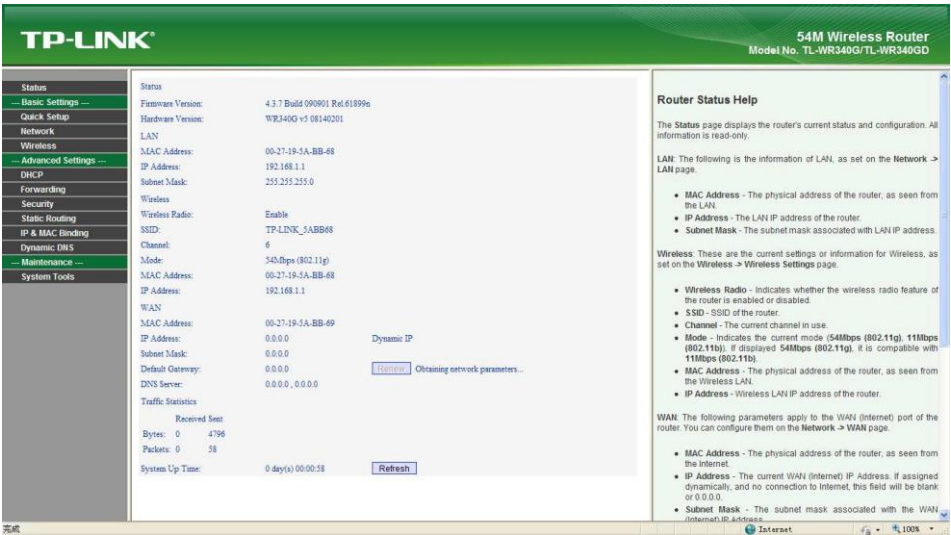 TP-LINK®
54M Wireless Router
Model No. TL-WR340G/TL-WR340GD
Status
--- Basic Settings ---
Quick Setup
Network
Wireless
--- Advanced Settings ---
DHCP
Forwarding
Security
Static Routing
IP & MAC Binding
Dynamic DNS
--- Maintenance ---
System Tools
Status
Firmware Version: 4.3.7 Build 090901 Rel.61899n
Hardware Version: WR340G v5 08140201
LAN
MAC Address: 00-27-19-5A-BB-68
IP Address: 192.168.1.1
Subnet Mask: 255.255.255.0
Wireless
Wireless Radio: Enable
SSID: TP-LINK_5ABB68
Channel: 6
Mode: 54Mbps (802.11g)
MAC Address: 00-27-19-5A-BB-68
IP Address: 192.168.1.1
WAN
MAC Address: 00-27-19-5A-BB-69
IP Address: 0.0.0.0 Dynamic IP
Subnet Mask: 0.0.0.0
Default Gateway: 0.0.0.0 Renew Obtaining network parameters...
DNS Server: 0.0.0.0 , 0.0.0.0
Traffic Statistics
Received Sent
Bytes: 0 4796
Packets: 0 58
System Up Time: 0 day(s) 00:00:58 Refresh
Router Status Help
The Status page displays the router's current status and configuration. All
information is read-only.
LAN: The following is the information of LAN, as set on the Network ->
LAN page.
• MAC Address - The physical address of the router, as seen from
the LAN.
• IP Address - The LAN IP address of the router.
• Subnet Mask - The subnet mask associated with LAN IP address.
Wireless: These are the current settings or information for Wireless, as
set on the Wireless -> Wireless Settings page.
• Wireless Radio - Indicates whether the wireless radio feature of
the router is enabled or disabled.
• SSID - SSID of the router.
• Channel - The current channel in use.
• Mode - Indicates the current mode (54Mbps (802.11g), 11Mbps
(802.11b)). If displayed 54Mbps (802.11g), it is compatible with
11Mbps (802.11b).
• MAC Address - The physical address of the router, as seen from
the Wireless LAN.
• IP Address - Wireless LAN IP address of the router.
WAN: The following parameters apply to the WAN (Internet) port of the
router. You can configure them on the Network -> WAN page.
• MAC Address - The physical address of the router, as seen from
the Internet.
• IP Address - The current WAN (Internet) IP Address. If assigned
dynamically, and no connection to Internet, this field will be blank
or 0.0.0.0.
• Subnet Mask - The subnet mask associated with the WAN
(Internet) IP Address.
完成
Internet
100%